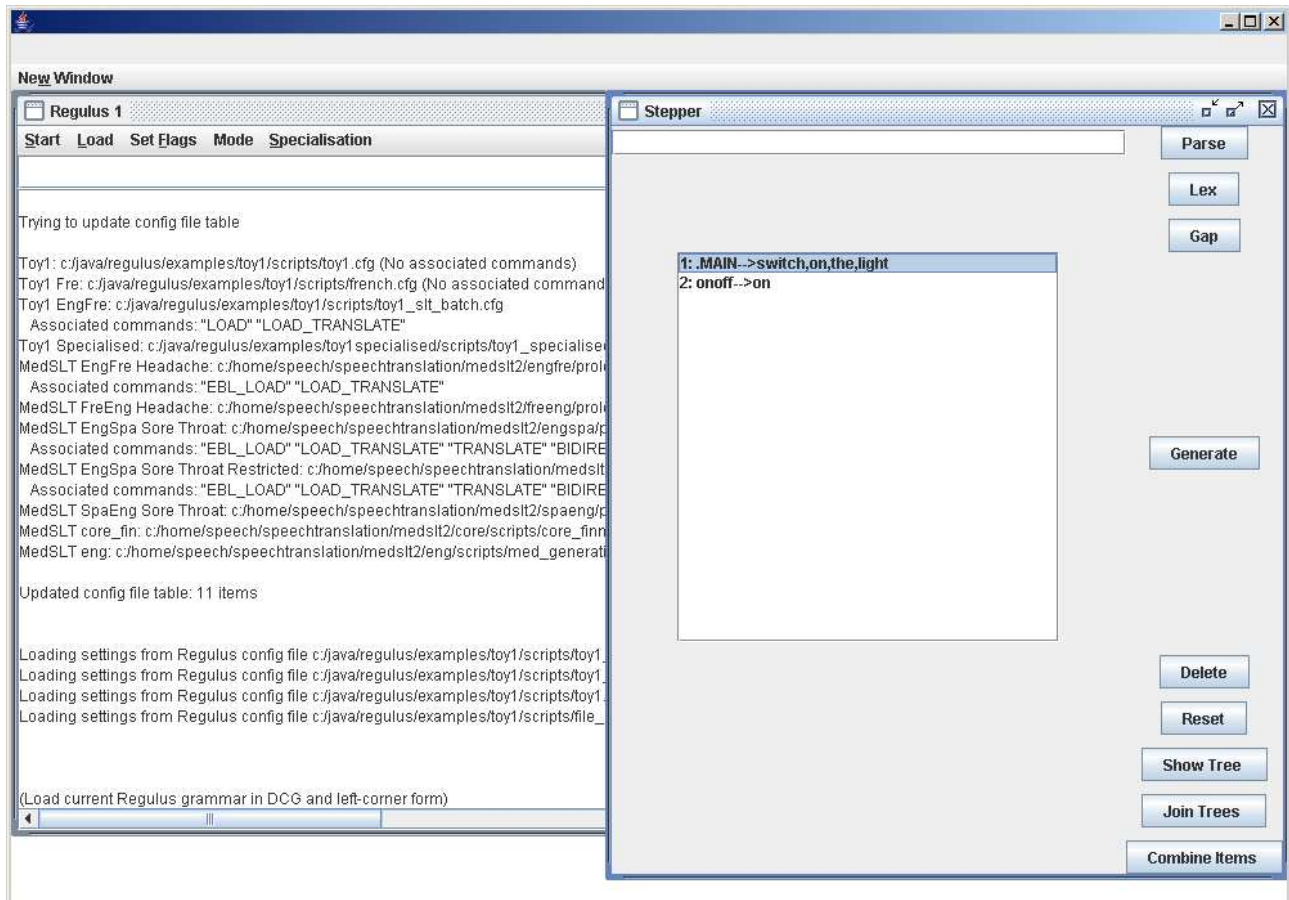 New Window
Regulus 1
Start Load Set Flags Mode Specialisation
Trying to update config file table
Toy1: c:/java/regulus/examples/toy1/scripts/toy1.cfg (No associated commands)
Toy1 Fre: c:/java/regulus/examples/toy1/scripts/french.cfg (No associated command
Toy1 EngFre: c:/java/regulus/examples/toy1/scripts/toy1_slt_batch.cfg
Associated commands: "LOAD" "LOAD_TRANSLATE"
Toy1 Specialised: c:/java/regulus/examples/toy1specialised/scripts/toy1_specialise
MedSLT EngFre Headache: c:/home/speech/speechtranslation/medslt2/engfre/prol
Associated commands: "EBL_LOAD" "LOAD_TRANSLATE"
MedSLT FreEng Headache: c:/home/speech/speechtranslation/medslt2/freeng/prol
MedSLT EngSpa Sore Throat: c:/home/speech/speechtranslation/medslt2/engspa/p
Associated commands: "EBL_LOAD" "LOAD_TRANSLATE" "TRANSLATE" "BIDIRE
MedSLT EngSpa Sore Throat Restricted: c:/home/speech/speechtranslation/medslt
Associated commands: "EBL_LOAD" "LOAD_TRANSLATE" "TRANSLATE" "BIDIRE
MedSLT SpaEng Sore Throat: c:/home/speech/speechtranslation/medslt2/spaeng/p
MedSLT core_fin: c:/home/speech/speechtranslation/medslt2/core/scripts/core_finn
MedSLT eng: c:/home/speech/speechtranslation/medslt2/eng/scripts/med_generati
Updated config file table: 11 items
Loading settings from Regulus config file c:/java/regulus/examples/toy1/scripts/toy1_
Loading settings from Regulus config file c:/java/regulus/examples/toy1/scripts/toy1_
Loading settings from Regulus config file c:/java/regulus/examples/toy1/scripts/toy1.
Loading settings from Regulus config file c:/java/regulus/examples/toy1/scripts/file_
(Load current Regulus grammar in DCG and left-corner form)
Stepper
Parse
Lex
Gap
1: .MAIN-->switch,on,the,light
2: onoff-->on
Generate
Delete
Reset
Show Tree
Join Trees
Combine Items